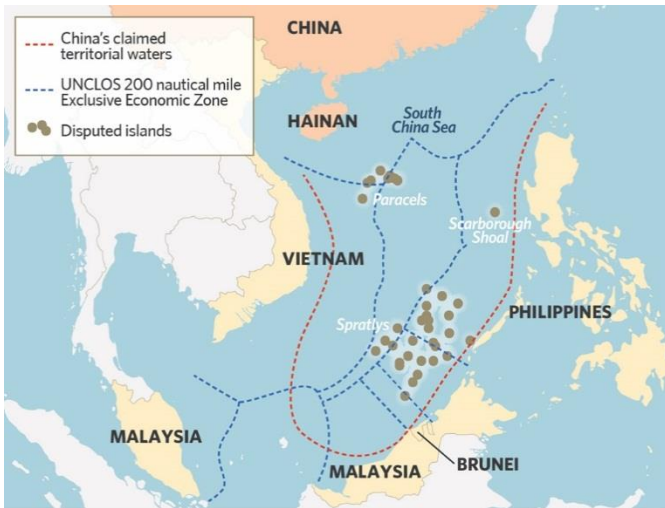 China's claimed
territorial waters
UNCLOS 200 nautical mile
Exclusive Economic Zone
Disputed islands
CHINA
HAINAN
South
China Sea
Paracels
Scarborough
Shoal
VIETNAM
PHILIPPINES
Spratlys
MALAYSIA
MALAYSIA
BRUNEI